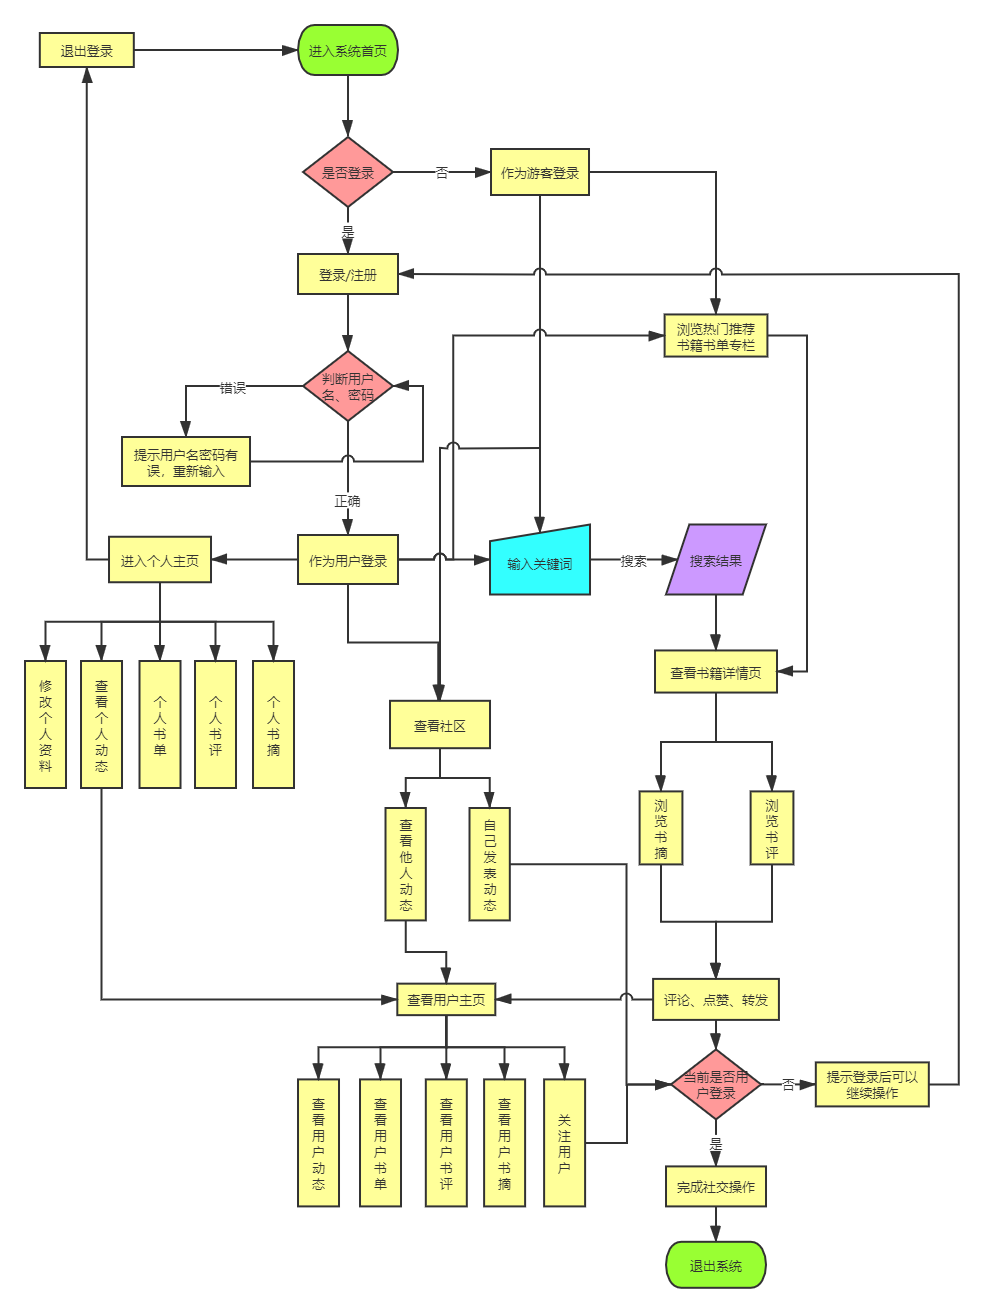 退出登录
进入系统首页
是否登录
否
作为游客登录
是
登录/注册
浏览热门推荐
书籍书单专栏
判断用户
名、密码
错误
提示用户名密码有
误，重新输入
正确
进入个人主页
作为用户登录
输入关键词
搜索
搜索结果
修改个人资料
查看个人动态
个人书单
个人书评
个人书摘
查看书籍详情页
查看社区
浏览书摘
浏览书评
查看他人动态
自己发表动态
查看用户主页
评论、点赞、转发
当前是否用
户登录
否
提示登录后可以
继续操作
查看用户动态
查看用户书单
查看用户书评
查看用户书摘
关注用户
是
完成社交操作
退出系统